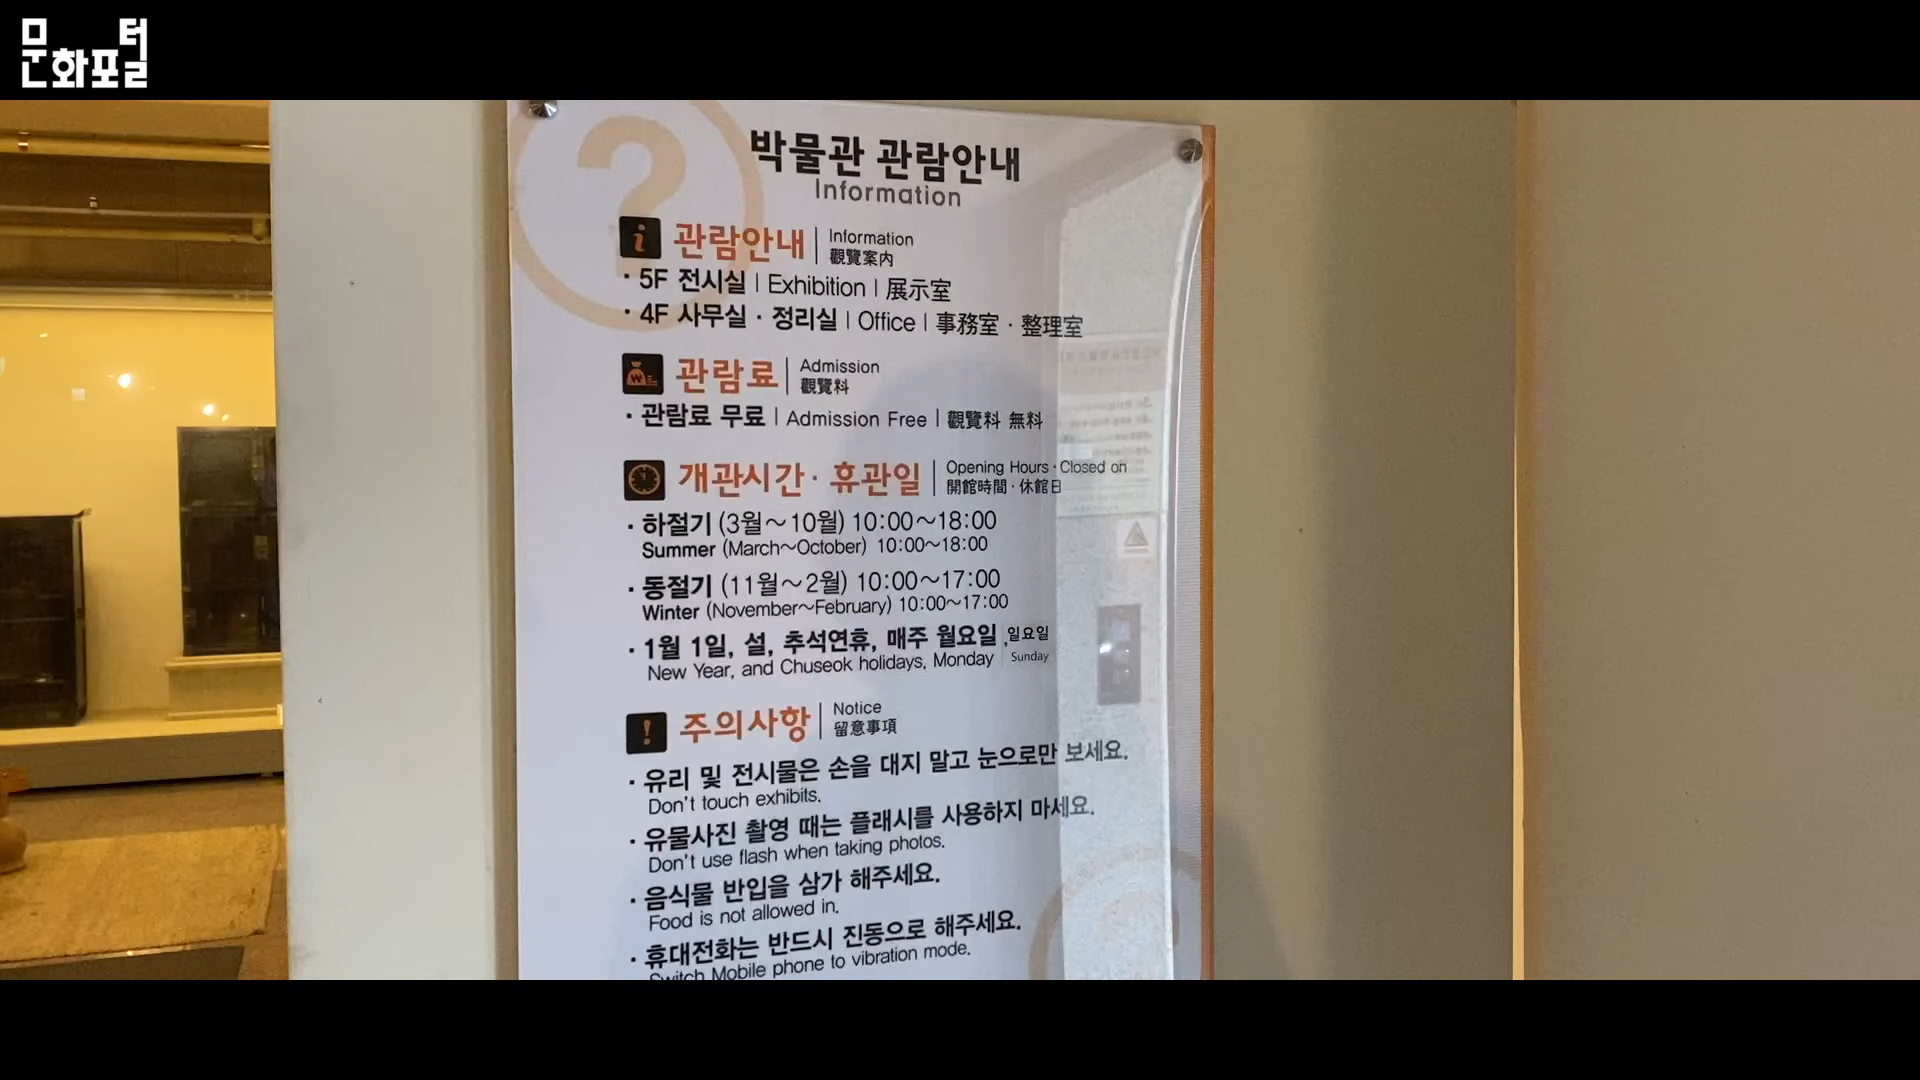 문화포털
박물관 관람안내
Information
관람안내 | Information
觀覽案内
· 5F 전시실 | Exhibition | 展示室
· 4F 사무실 · 정리실 | Office | 事務室 · 整理室
관람료 | Admission
觀覽料
· 관람료 무료 | Admission Free | 觀覽料 無料
개관시간 · 휴관일 | Opening Hours · Closed on
開館時間 · 休館日
· 하절기 (3월~10월) 10:00~18:00
Summer (March~October) 10:00~18:00
· 동절기 (11월~2월) 10:00~17:00
Winter (November~February) 10:00~17:00
· 1월 1일, 설, 추석연휴, 매주 월요일, 일요일
New Year, and Chuseok holidays, Monday Sunday
주의사항 | Notice
留意事項
· 유리 및 전시물은 손을 대지 말고 눈으로만 보세요.
Don't touch exhibits.
· 유물사진 촬영 때는 플래시를 사용하지 마세요.
Don't use flash when taking photos.
· 음식물 반입을 삼가 해주세요.
Food is not allowed in.
· 휴대전화는 반드시 진동으로 해주세요.
Switch Mobile phone to vibration mode.